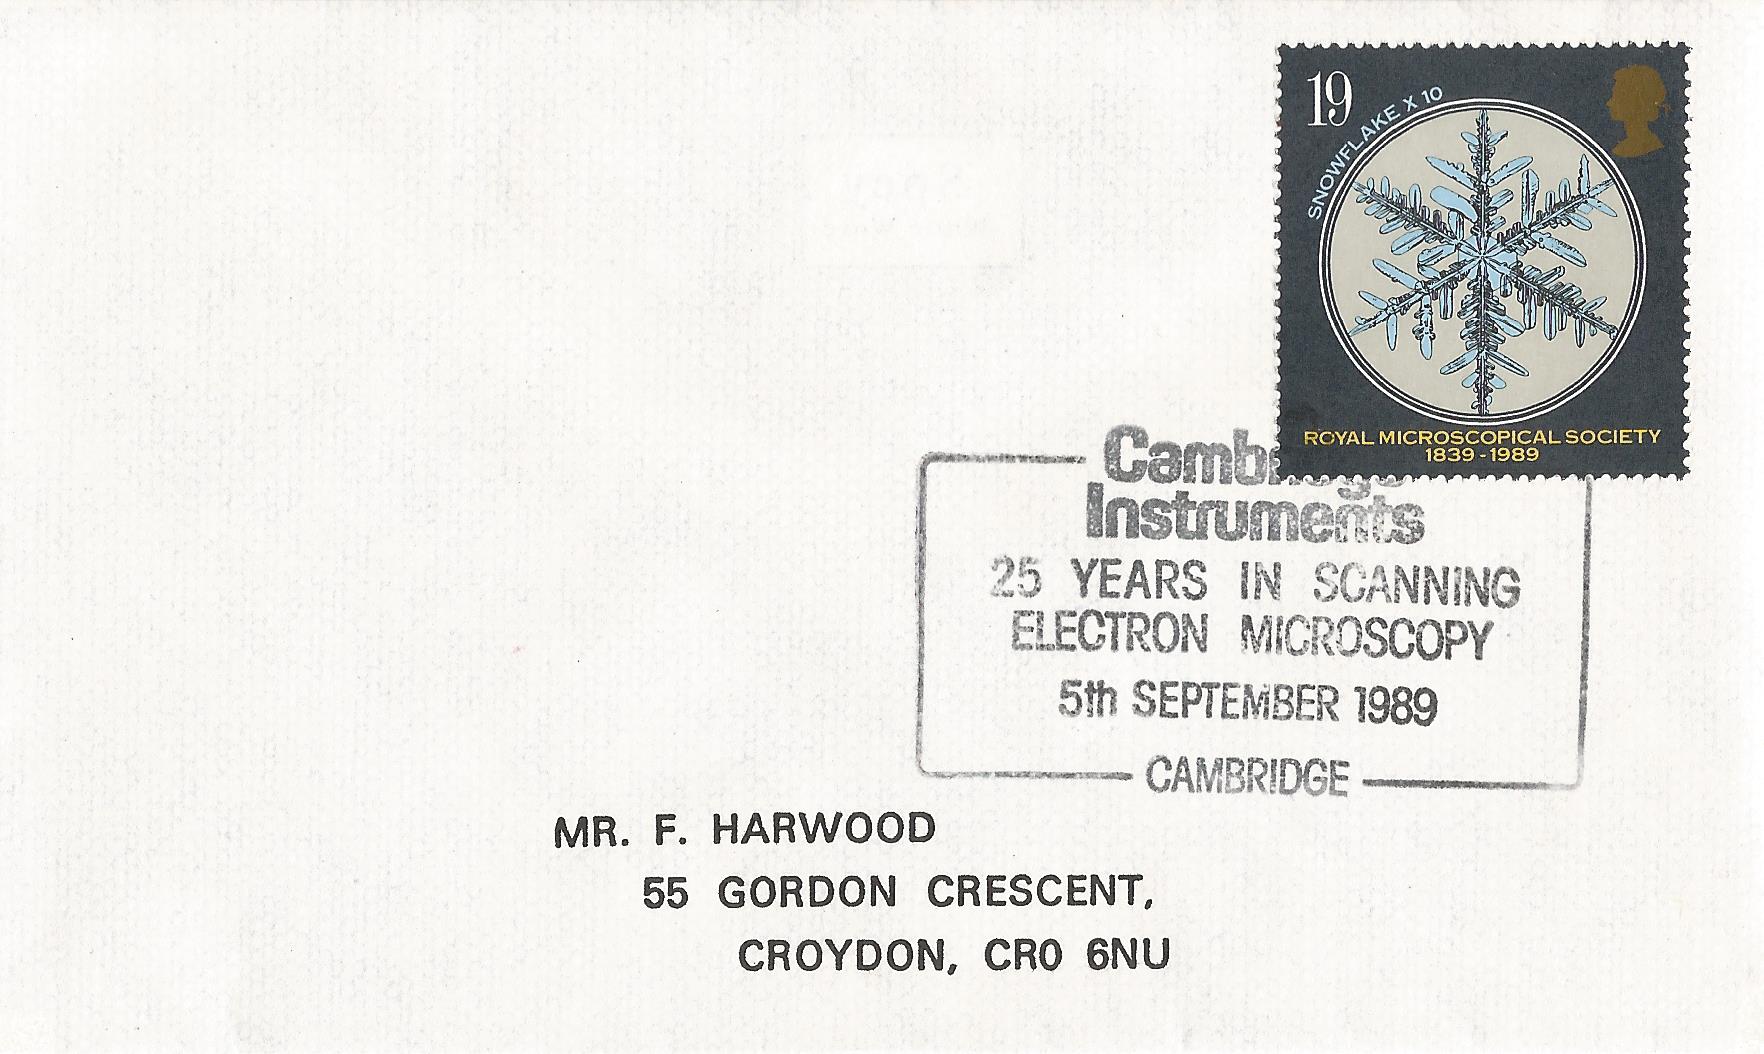 19
SNOWFLAKE X 10
ROYAL MICROSCOPICAL SOCIETY
1839-1989
Cambridge
Instruments
25 YEARS IN SCANNING
ELECTRON MICROSCOPY
5th SEPTEMBER 1989
CAMBRIDGE
MR. F. HARWOOD
55 GORDON CRESCENT,
CROYDON, CR0 6NU